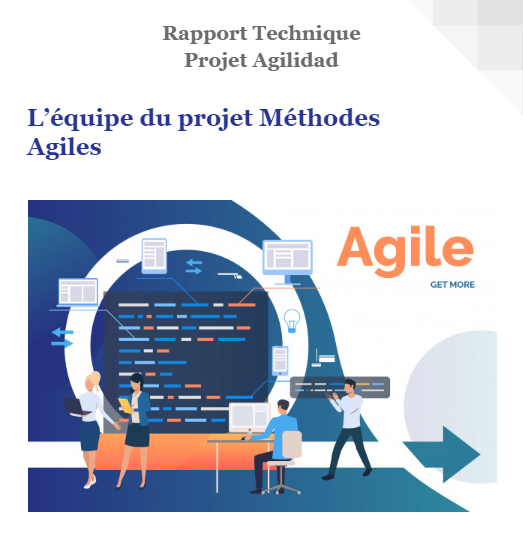 Rapport Technique
Projet Agilidad
L’équipe du projet Méthodes
Agiles
Agile
GET MORE